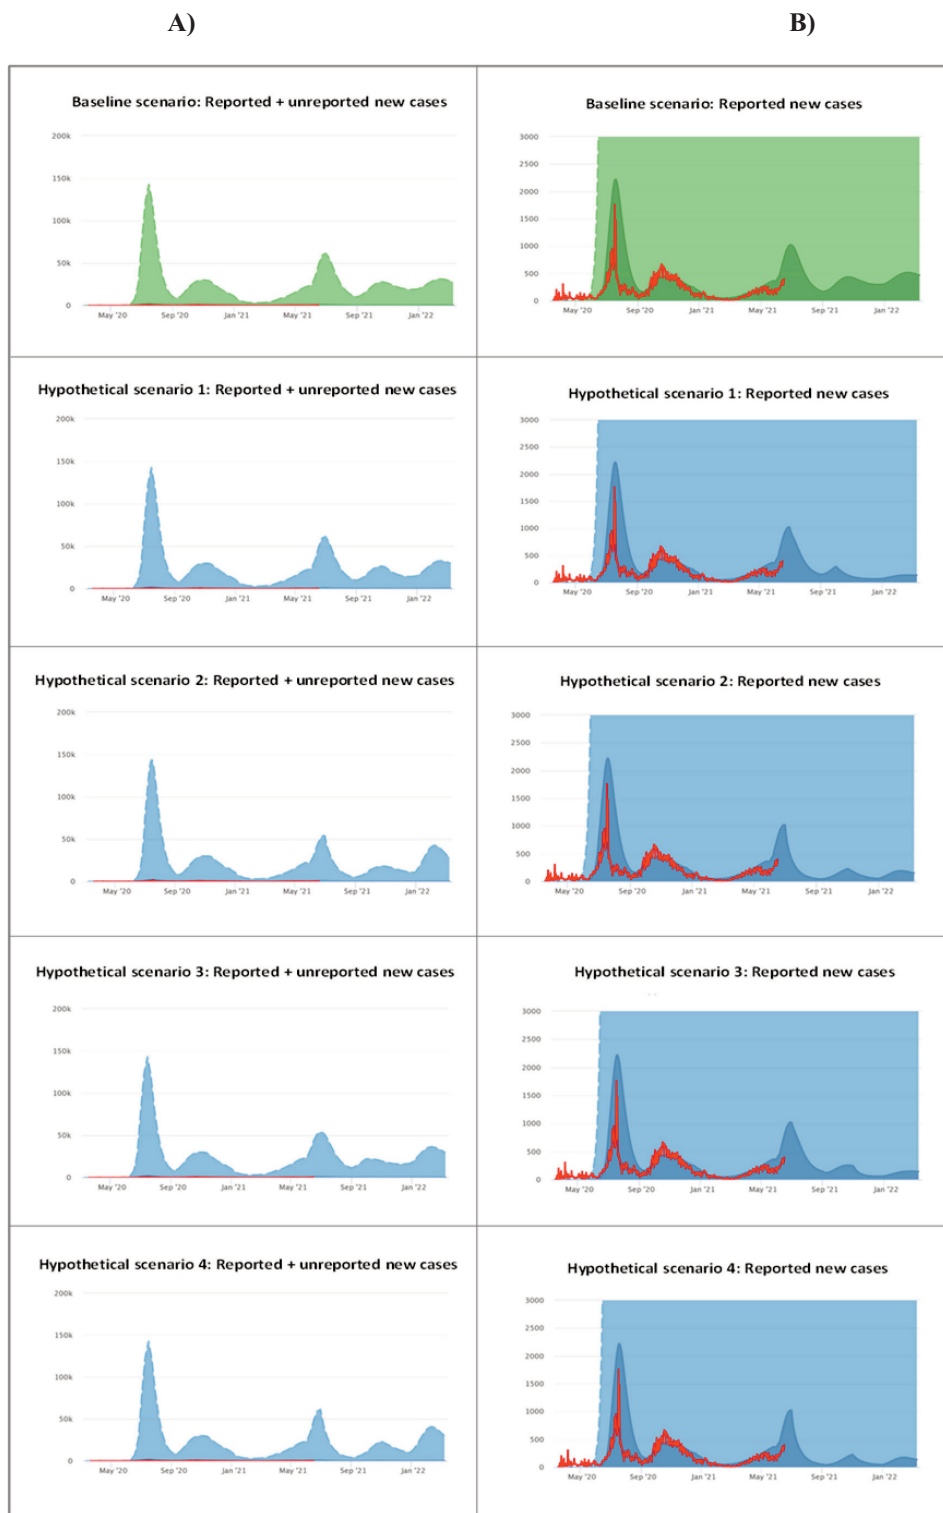 A)
B)
Baseline scenario: Reported + unreported new cases
200k
150k
100k
50k
0
May '20
Sep '20
Jan '21
May '21
Sep '21
Jan '22
Baseline scenario: Reported new cases
3000
2500
2000
1500
1000
500
0
May '20
Sep '20
Jan '21
May '21
Sep '21
Jan '22
Hypothetical scenario 1: Reported + unreported new cases
200k
150k
100k
50k
0
May '20
Sep '20
Jan '21
May '21
Sep '21
Jan '22
Hypothetical scenario 1: Reported new cases
3000
2500
2000
1500
1000
500
0
May '20
Sep '20
Jan '21
May '21
Sep '21
Jan '22
Hypothetical scenario 2: Reported + unreported new cases
200k
150k
100k
50k
0
May '20
Sep '20
Jan '21
May '21
Sep '21
Jan '22
Hypothetical scenario 2: Reported new cases
3000
2500
2000
1500
1000
500
0
May '20
Sep '20
Jan '21
May '21
Sep '21
Jan '22
Hypothetical scenario 3: Reported + unreported new cases
200k
150k
100k
50k
0
May '20
Sep '20
Jan '21
May '21
Sep '21
Jan '22
Hypothetical scenario 3: Reported new cases
3000
2500
2000
1500
1000
500
0
May '20
Sep '20
Jan '21
May '21
Sep '21
Jan '22
Hypothetical scenario 4: Reported + unreported new cases
200k
150k
100k
50k
0
May '20
Sep '20
Jan '21
May '21
Sep '21
Jan '22
Hypothetical scenario 4: Reported new cases
3000
2500
2000
1500
1000
500
0
May '20
Sep '20
Jan '21
May '21
Sep '21
Jan '22